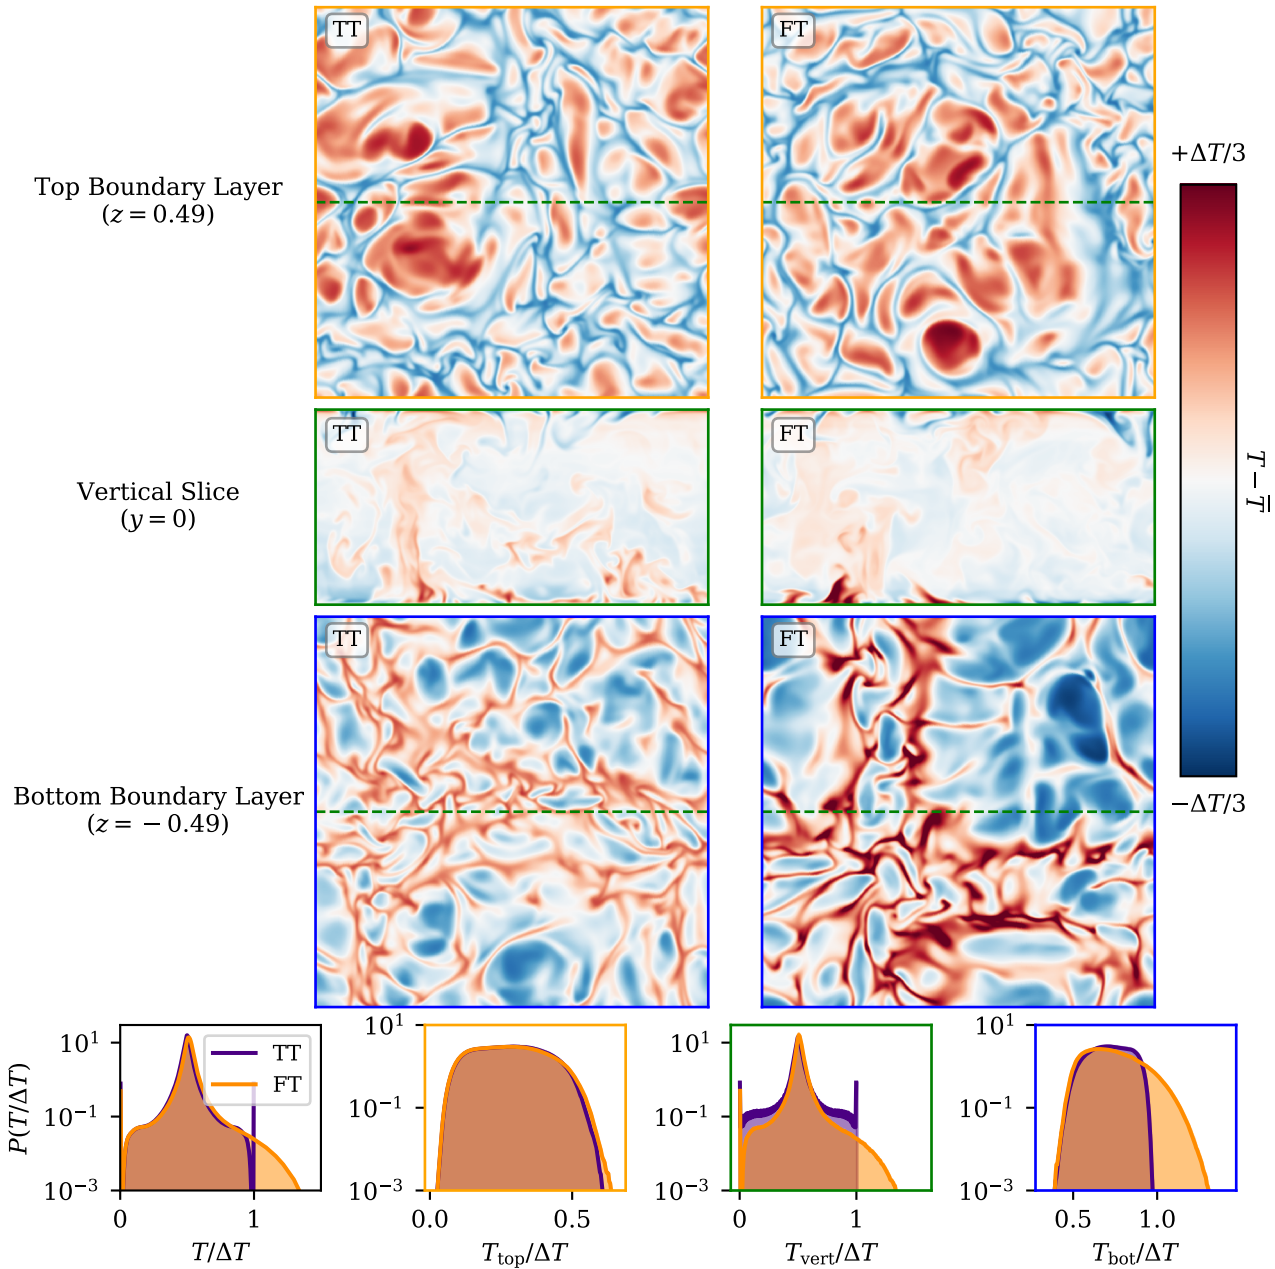 TT
FT
Top Boundary Layer
(z = 0.49)
+ΔT/3
TT
FT
Vertical Slice
(y = 0)
T − T̅
TT
FT
Bottom Boundary Layer
(z = −0.49)
−ΔT/3
P(T/ΔT)
10¹
10⁻¹
10⁻³
0
1
T/ΔT
TT
FT
10¹
10⁻¹
10⁻³
0.0
0.5
T_top/ΔT
10¹
10⁻¹
10⁻³
0
1
T_vert/ΔT
10¹
10⁻¹
10⁻³
0.5
1.0
T_bot/ΔT